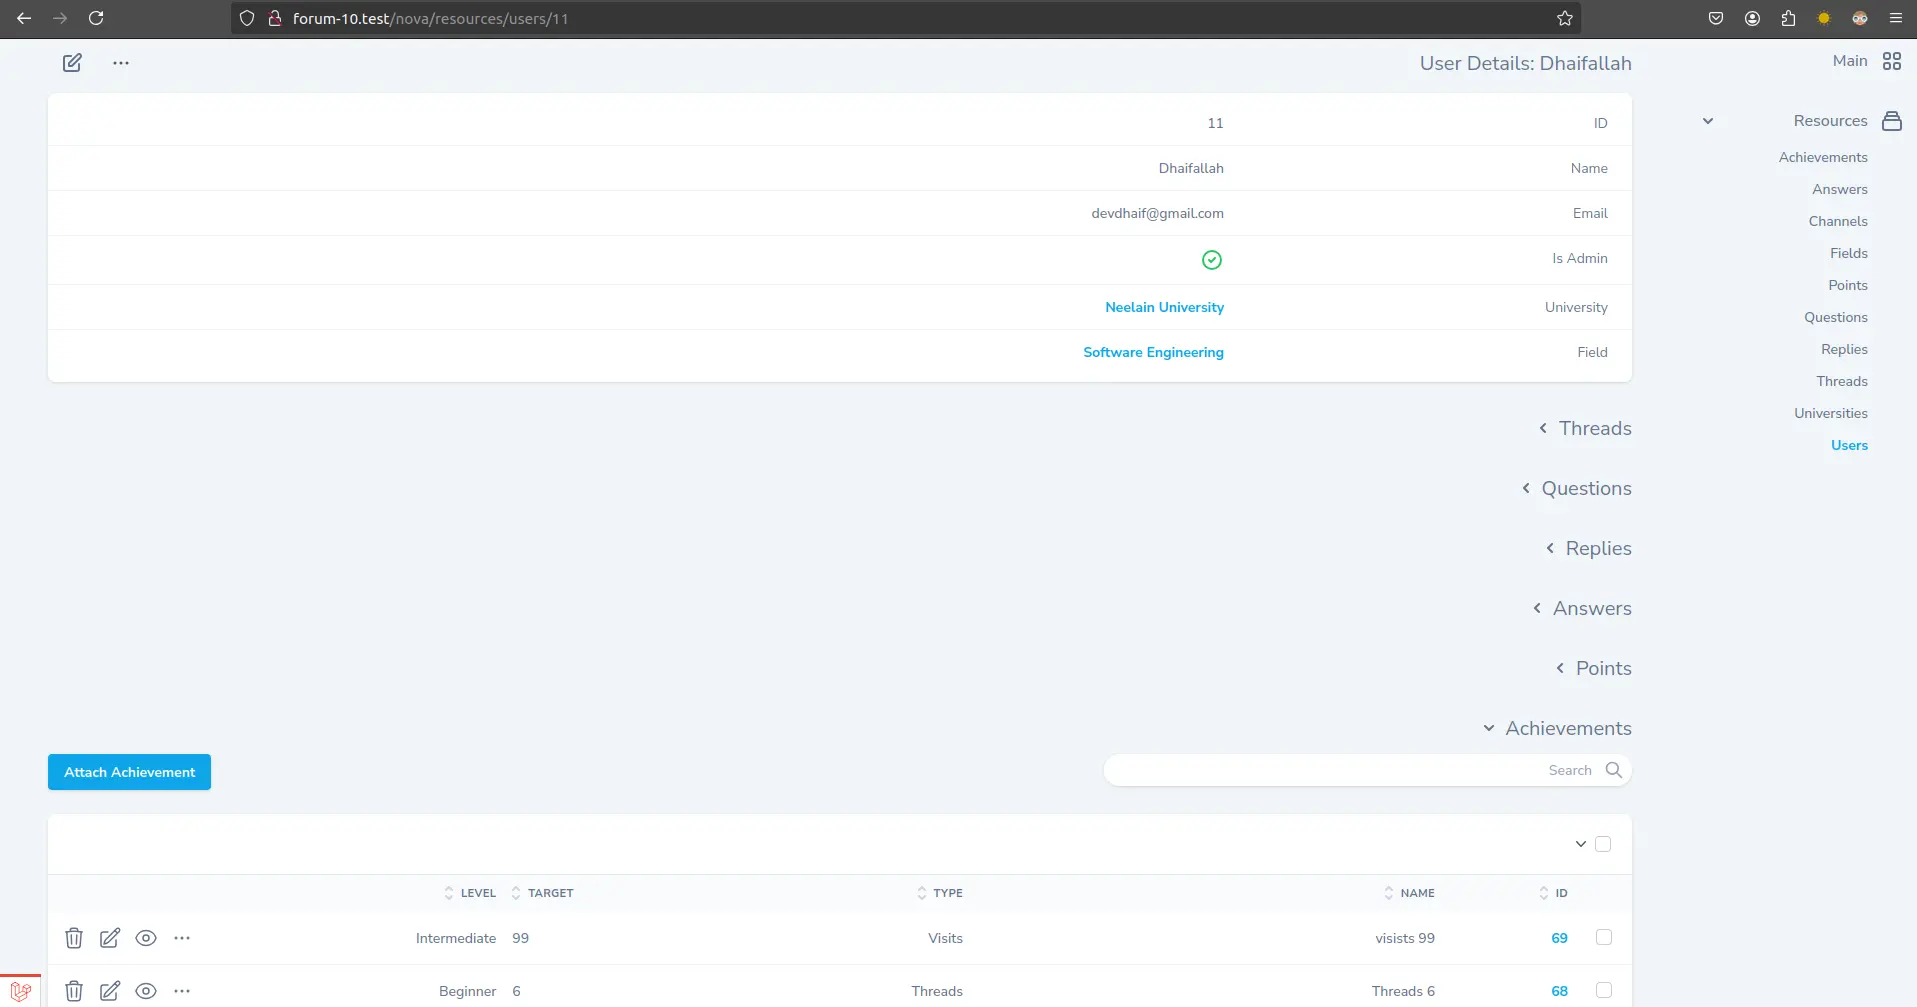 forum-10.test/nova/resources/users/11
Main
Resources
Achievements
Answers
Channels
Fields
Points
Questions
Replies
Threads
Universities
Users
User Details: Dhaifallah
ID 11
Name Dhaifallah
Email devdhaif@gmail.com
Is Admin
University Neelain University
Field Software Engineering
Threads
Questions
Replies
Answers
Points
Achievements
Search
Attach Achievement
ID NAME TYPE TARGET LEVEL
69 visists 99 Visits 99 Intermediate
68 Threads 6 Threads 6 Beginner